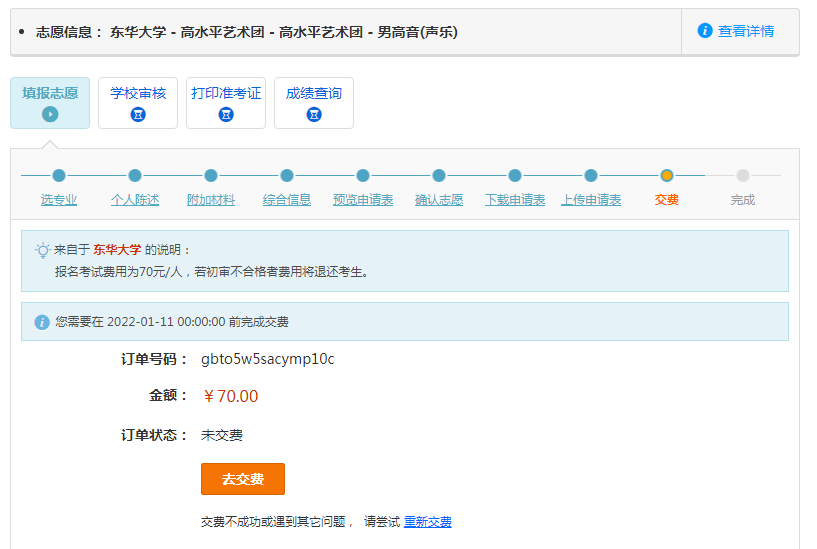 志愿信息： 东华大学 - 高水平艺术团 - 高水平艺术团 - 男高音(声乐)
查看详情
填报志愿 学校审核 打印准考证 成绩查询
选专业 个人陈述 附加材料 综合信息 预览申请表 确认志愿 下载申请表 上传申请表 交费 完成
来自于 东华大学 的说明：
报名考试费用为70元/人，若初审不合格者费用将退还考生。
您需要在 2022-01-11 00:00:00 前完成交费
订单号码： gbto5w5sacymp10c
金额： ￥70.00
订单状态： 未交费
去交费
交费不成功或遇到其它问题， 请尝试 重新交费